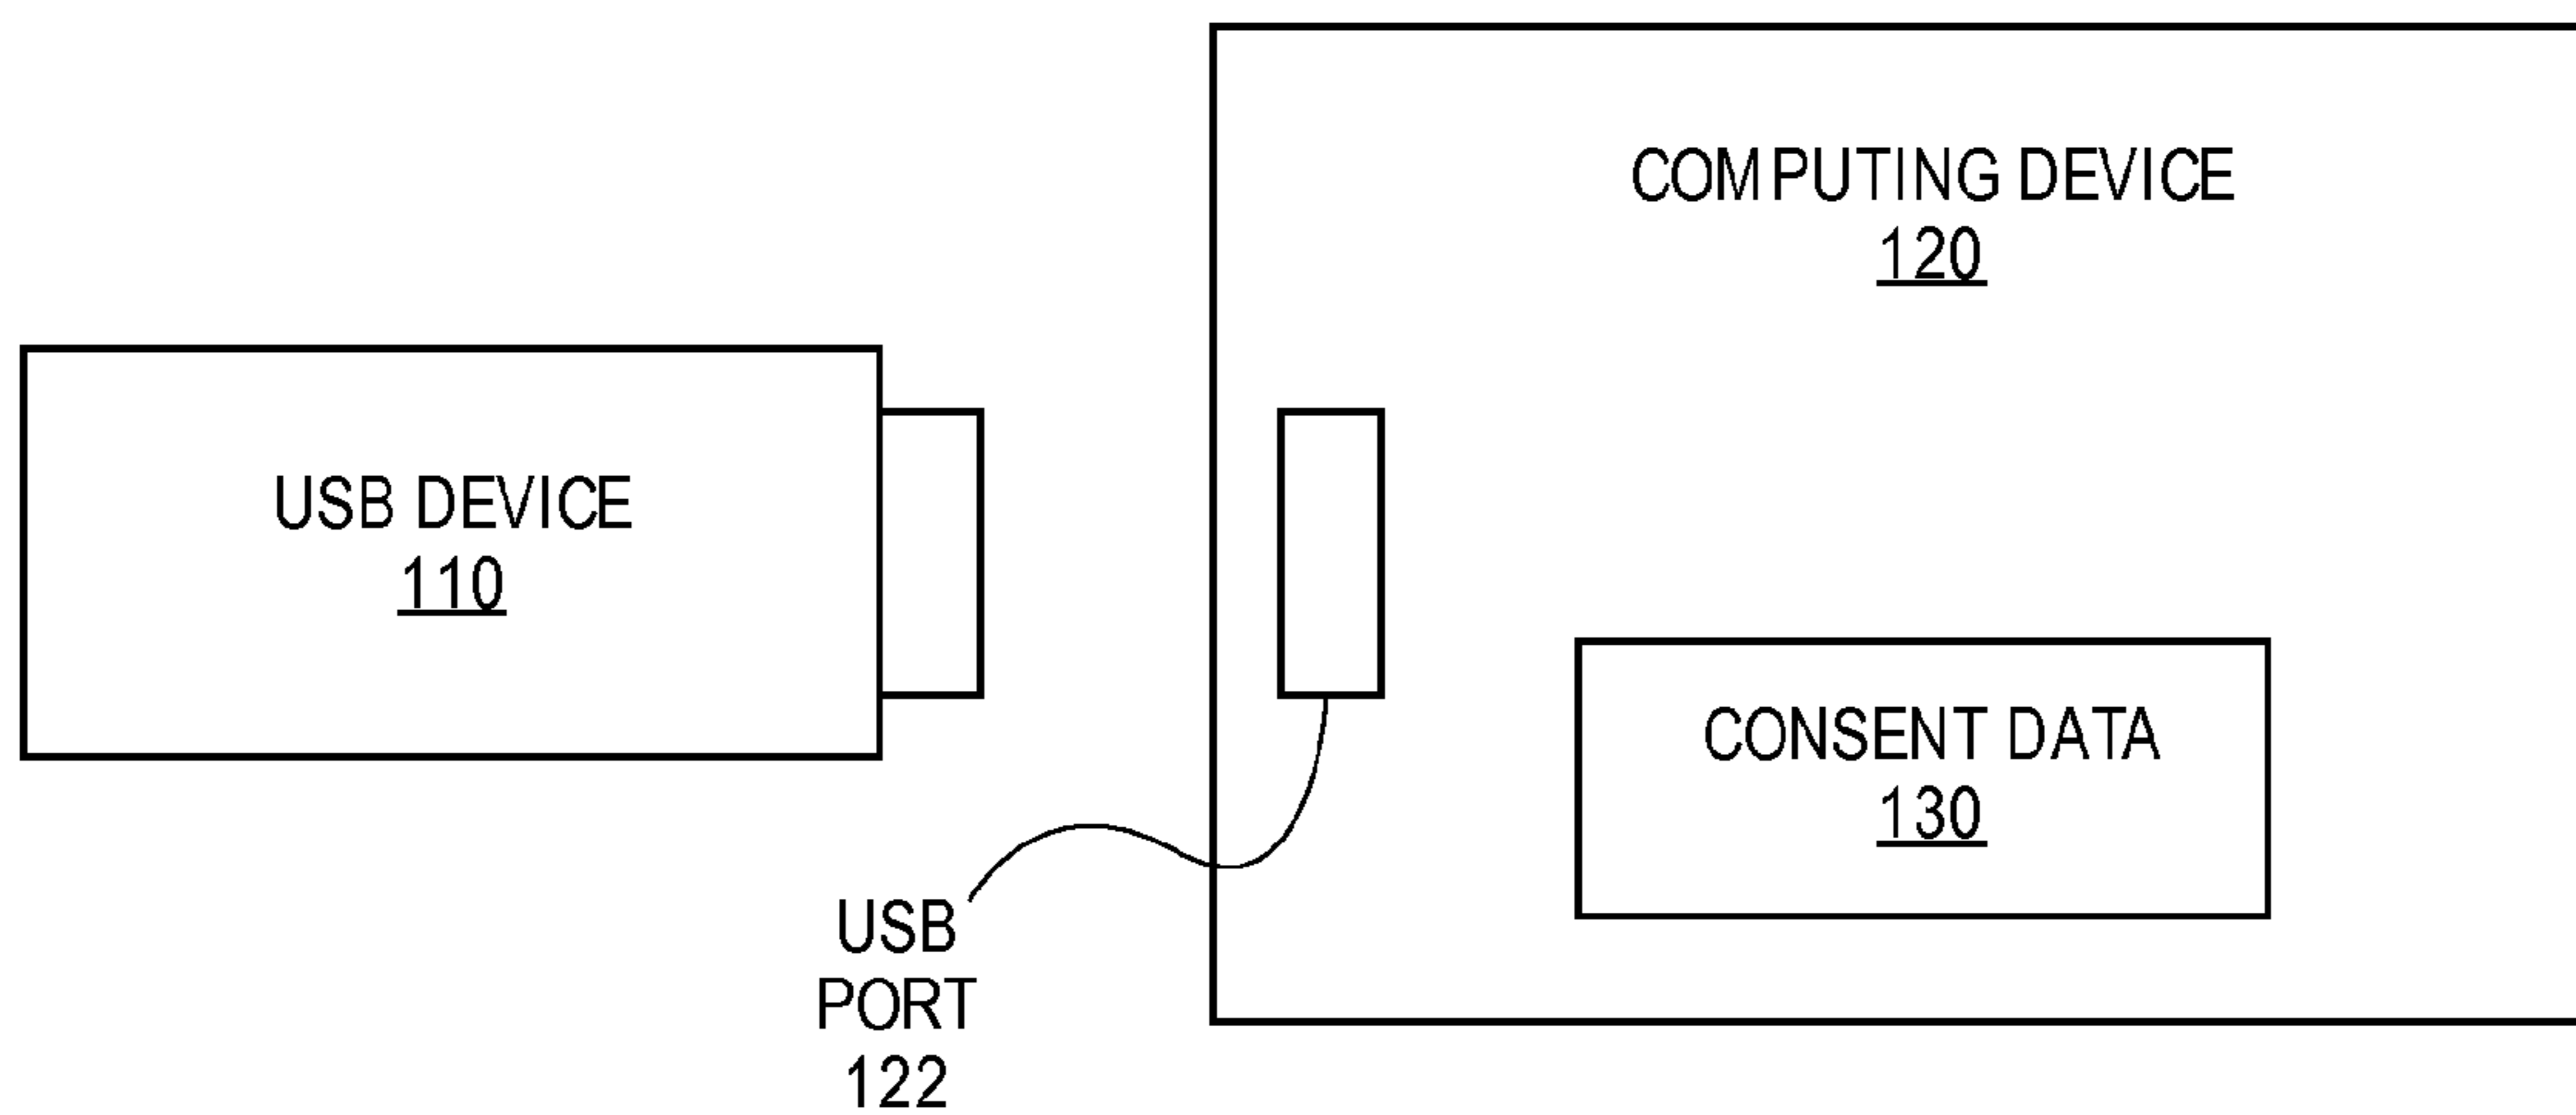 COMPUTING DEVICE
120
USB DEVICE
110
CONSENT DATA
130
USB
PORT
122